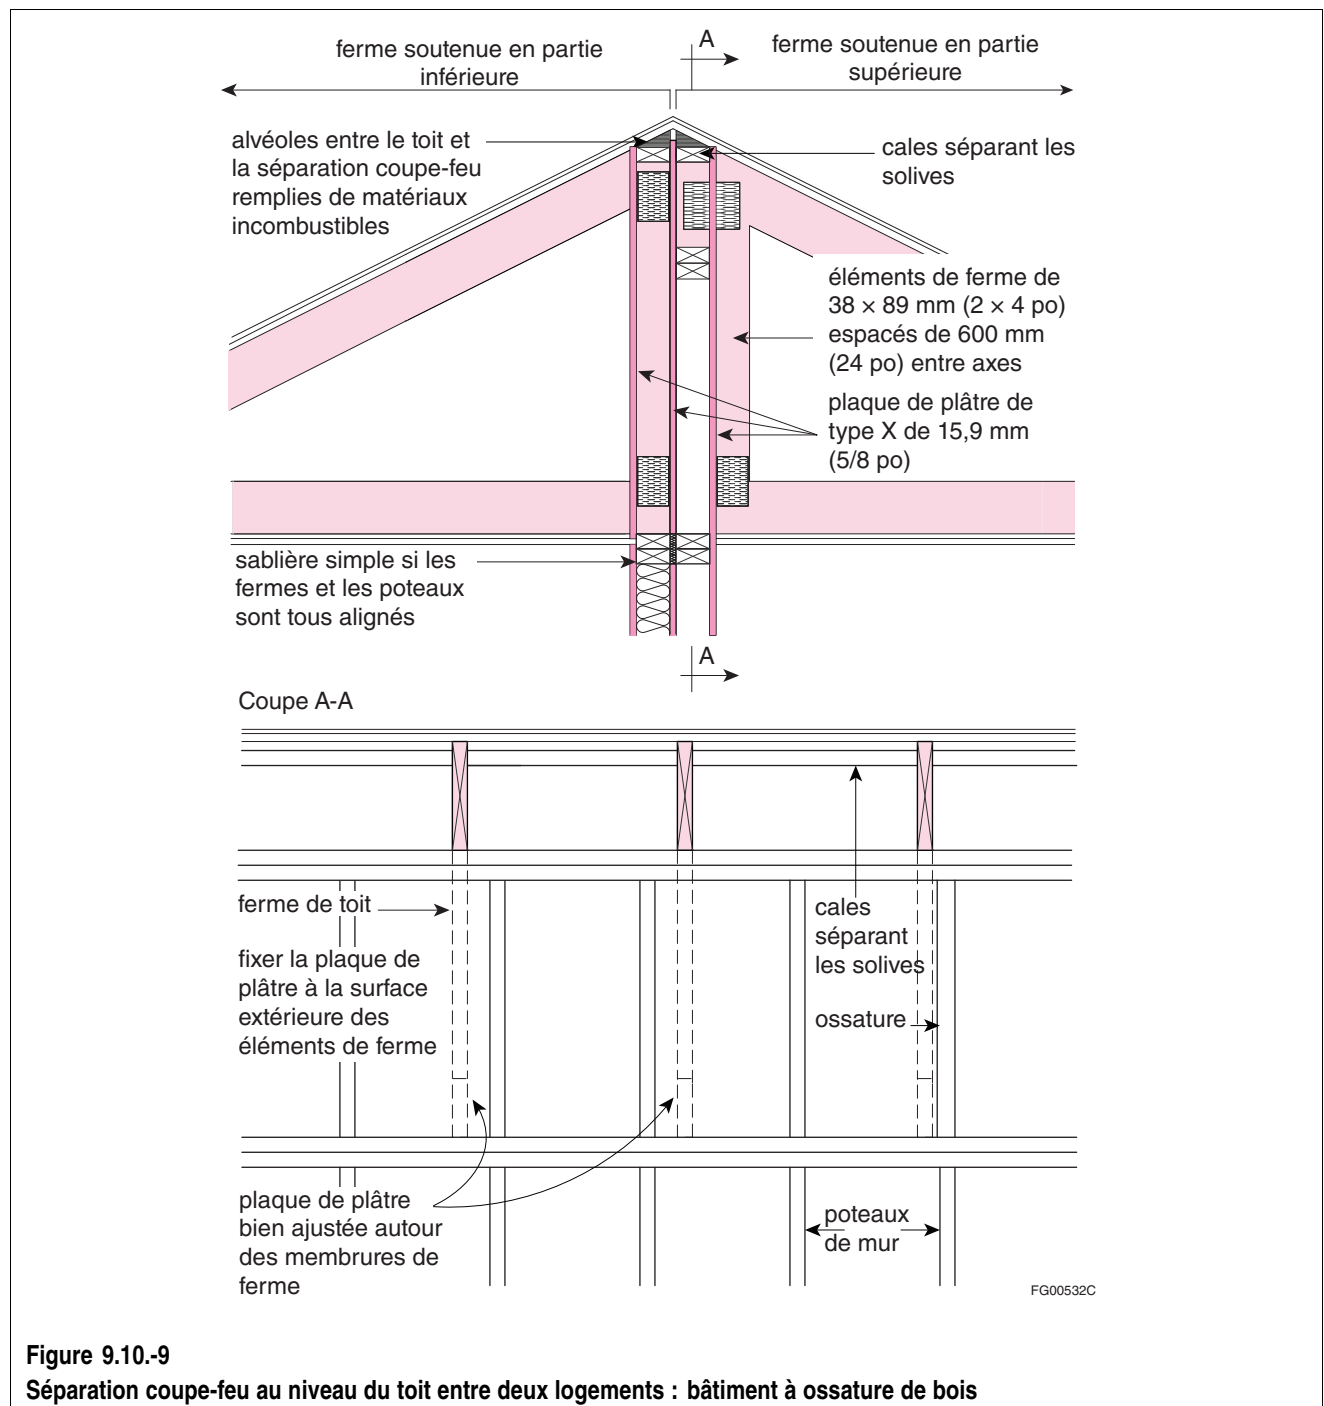 ferme soutenue en partie
inférieure
A
ferme soutenue en partie
supérieure
alvéoles entre le toit et
la séparation coupe-feu
remplies de matériaux
incombustibles
cales séparant les
solives
éléments de ferme de
38 × 89 mm (2 × 4 po)
espacés de 600 mm
(24 po) entre axes
plaque de plâtre de
type X de 15,9 mm
(5/8 po)
sablière simple si les
fermes et les poteaux
sont tous alignés
A
Coupe A-A
ferme de toit
fixer la plaque de
plâtre à la surface
extérieure des
éléments de ferme
cales
séparant
les solives
ossature
plaque de plâtre
bien ajustée autour
des membrures de
ferme
poteaux
de mur
FG00532C
Figure 9.10.-9
Séparation coupe-feu au niveau du toit entre deux logements : bâtiment à ossature de bois